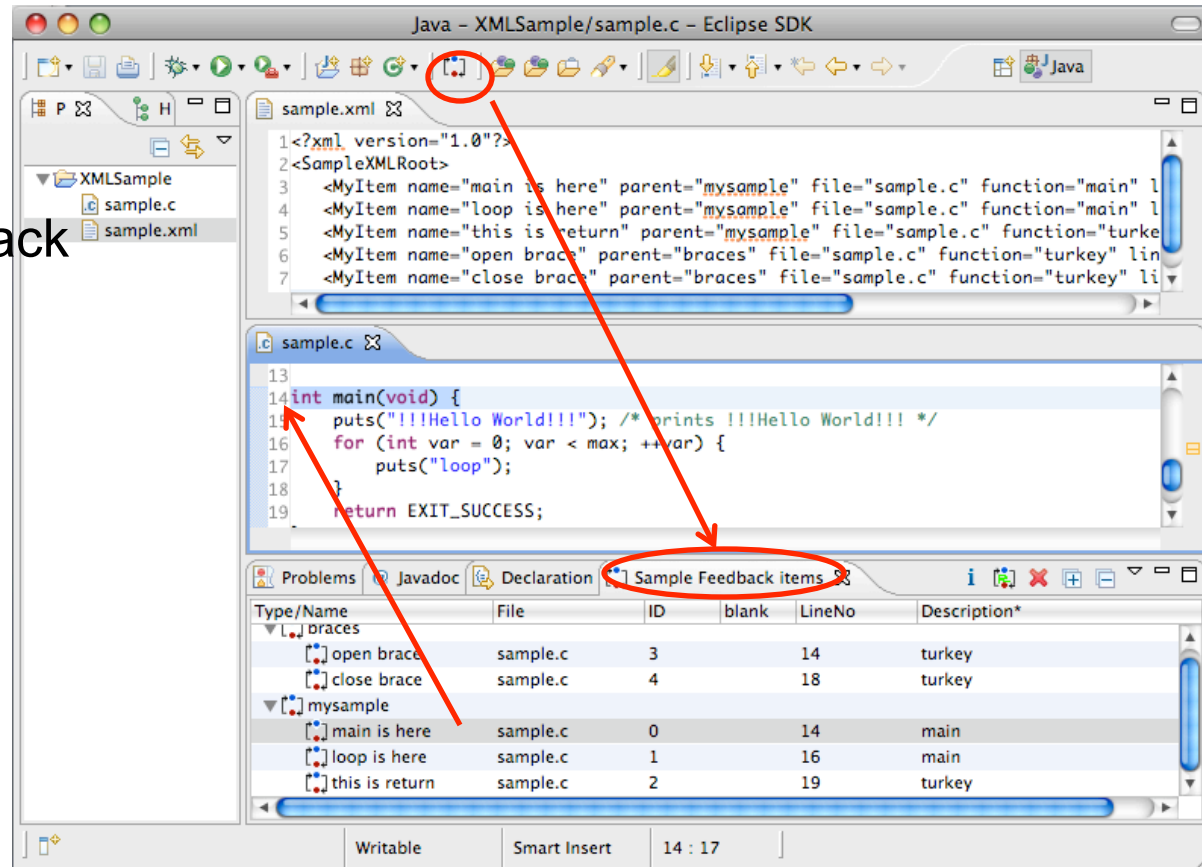 Java – XMLSample/sample.c – Eclipse SDK
Java
P
H
sample.xml
XMLSample
sample.c
sample.xml
ack
1 <?xml version="1.0"?>
2 <SampleXMLRoot>
3 <MyItem name="main is here" parent="mysample" file="sample.c" function="main" l
4 <MyItem name="loop is here" parent="mysample" file="sample.c" function="main" l
5 <MyItem name="this is return" parent="mysample" file="sample.c" function="turke
6 <MyItem name="open brace" parent="braces" file="sample.c" function="turkey" lin
7 <MyItem name="close brace" parent="braces" file="sample.c" function="turkey" li
sample.c
13
14 int main(void) {
15 puts("!!!Hello World!!!"); /* prints !!!Hello World!!! */
16 for (int var = 0; var < max; ++var) {
17 puts("loop");
18 }
19 return EXIT_SUCCESS;
Problems @ Javadoc Declaration Sample Feedback items
Type/Name File ID blank LineNo Description*
braces
open brace sample.c 3 14 turkey
close brace sample.c 4 18 turkey
mysample
main is here sample.c 0 14 main
loop is here sample.c 1 16 main
this is return sample.c 2 19 turkey
Writable Smart Insert 14 : 17